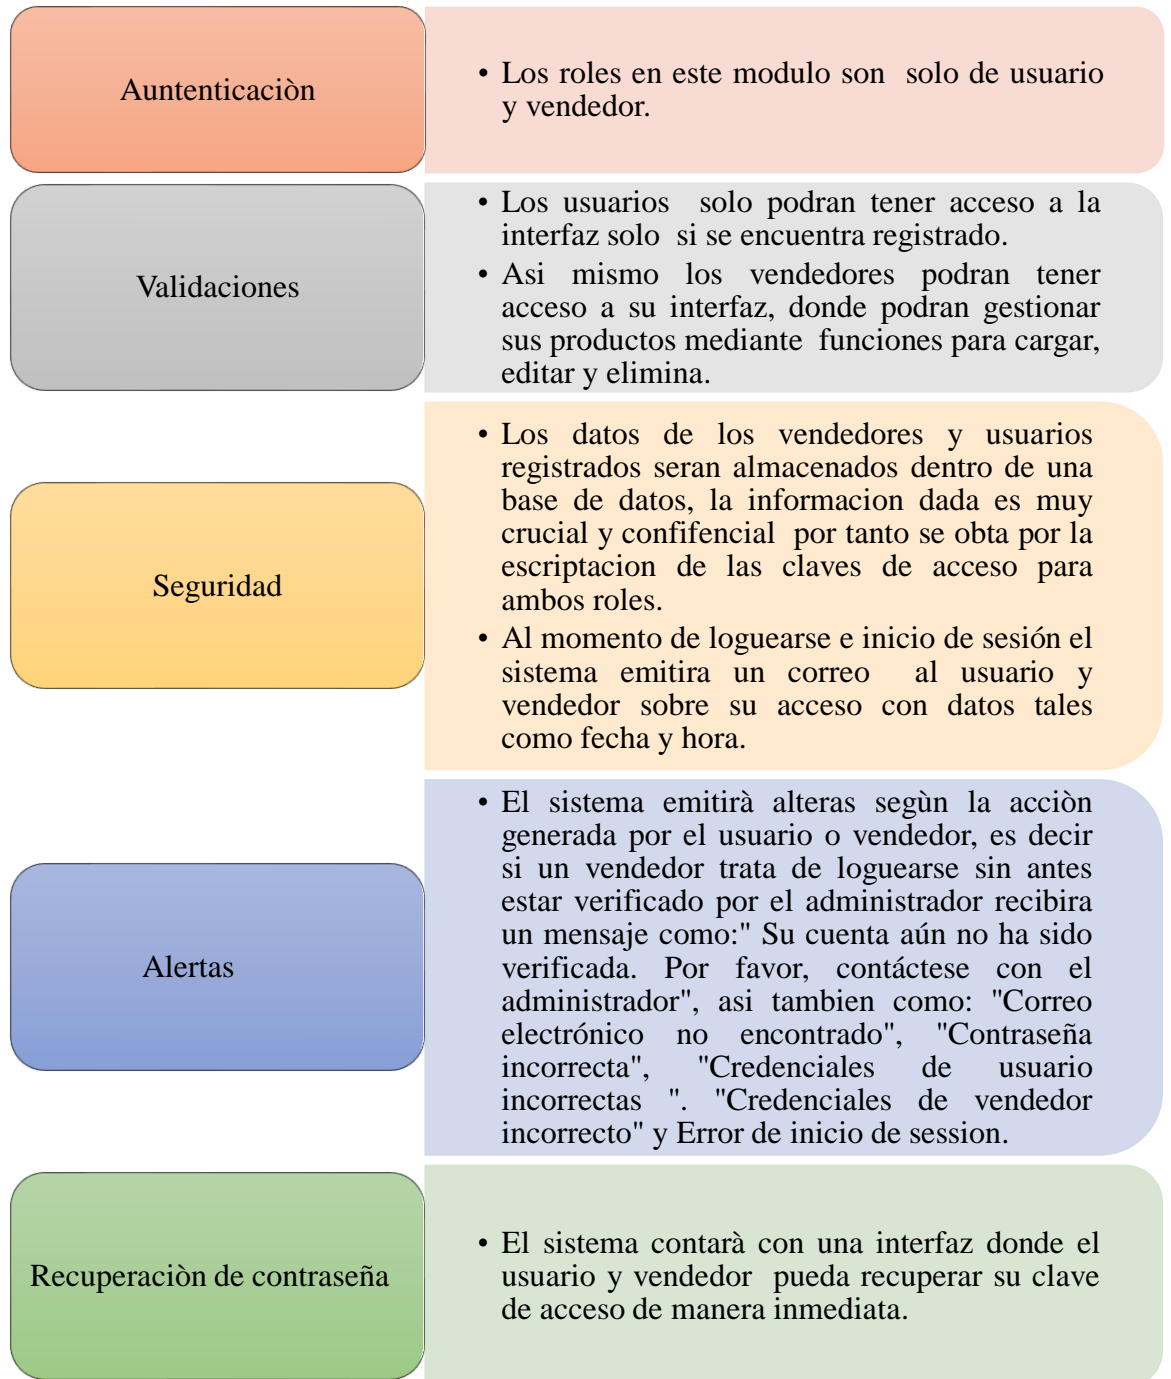 Auntenticaciòn
• Los roles en este modulo son solo de usuario
y vendedor.
Validaciones
• Los usuarios solo podran tener acceso a la
interfaz solo si se encuentra registrado.
• Asi mismo los vendedores podran tener
acceso a su interfaz, donde podran gestionar
sus productos mediante funciones para cargar,
editar y elimina.
Seguridad
• Los datos de los vendedores y usuarios
registrados seran almacenados dentro de una
base de datos, la informacion dada es muy
crucial y confifencial por tanto se obta por la
escriptacion de las claves de acceso para
ambos roles.
• Al momento de loguearse e inicio de sesión el
sistema emitira un correo al usuario y
vendedor sobre su acceso con datos tales
como fecha y hora.
Alertas
• El sistema emitirà alteras segùn la acciòn
generada por el usuario o vendedor, es decir
si un vendedor trata de loguearse sin antes
estar verificado por el administrador recibira
un mensaje como:" Su cuenta aún no ha sido
verificada. Por favor, contáctese con el
administrador", asi tambien como: "Correo
electrónico no encontrado", "Contraseña
incorrecta", "Credenciales de usuario
incorrectas ". "Credenciales de vendedor
incorrecto" y Error de inicio de session.
Recuperaciòn de contraseña
• El sistema contarà con una interfaz donde el
usuario y vendedor pueda recuperar su clave
de acceso de manera inmediata.